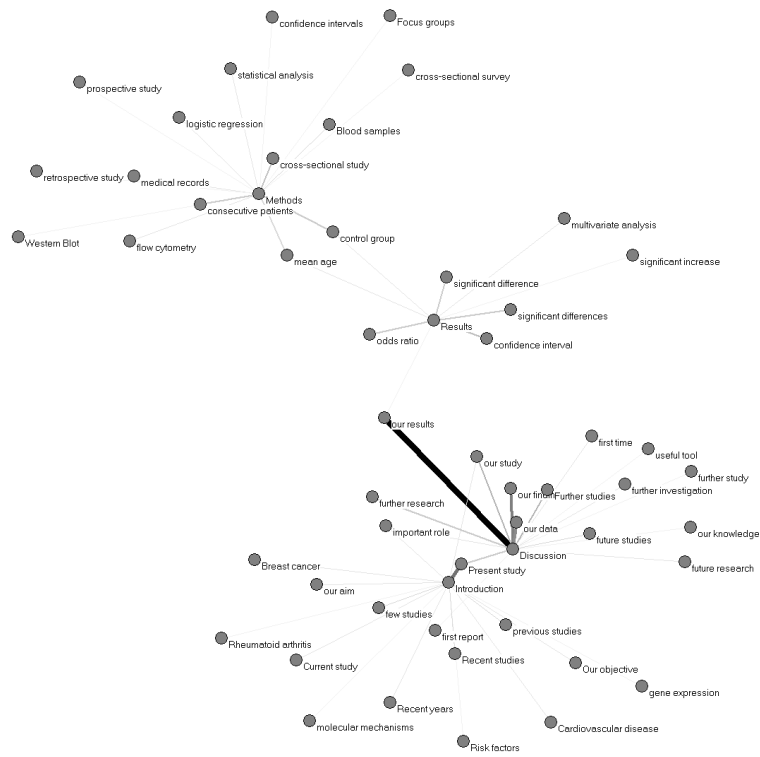 confidence intervals
Focus groups
statistical analysis
cross-sectional survey
prospective study
logistic regression
Blood samples
cross-sectional study
retrospective study
medical records
Methods
consecutive patients
control group
Western Blot
flow cytometry
mean age
multivariate analysis
significant increase
significant difference
significant differences
Results
odds ratio
confidence interval
our results
first time
useful tool
our study
further study
further investigation
Further studies
further research
our data
important role
future studies
our knowledge
Discussion
future research
Breast cancer
Present study
our aim
Introduction
few studies
previous studies
first report
Rheumatoid arthritis
Recent studies
Current study
Our objective
gene expression
Recent years
molecular mechanisms
Cardiovascular disease
Risk factors